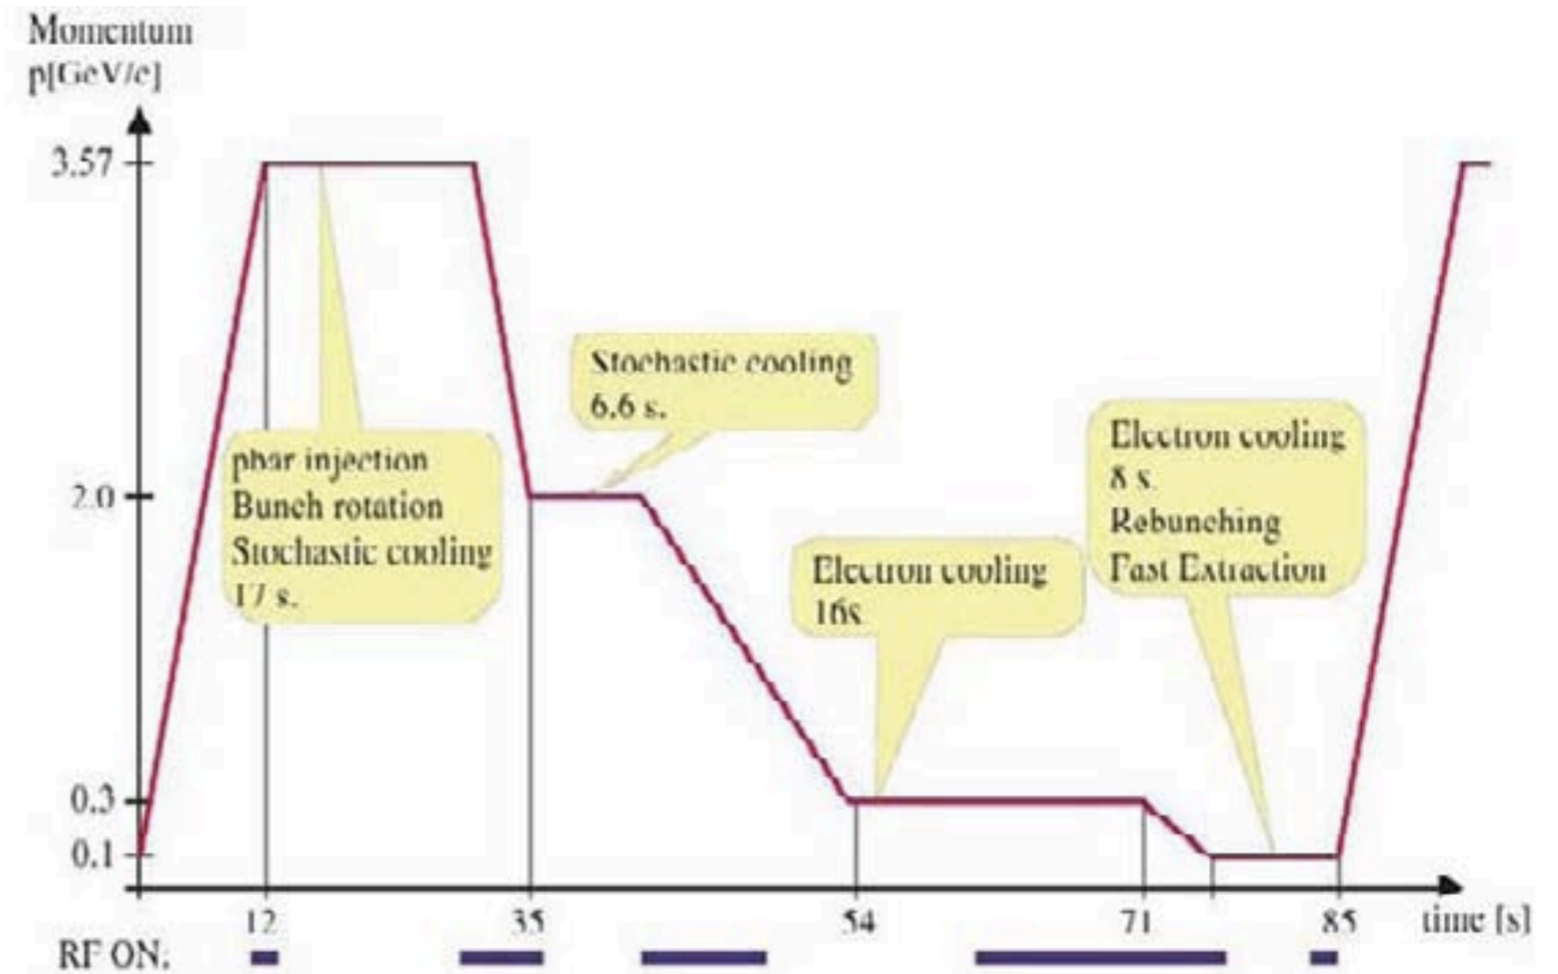 Momentum
p[GeV/c]
3.57
Stochastic cooling
6.6 s.
Electron cooling
8 s.
Rebunching
Fast Extraction
pbar injection
Bunch rotation
Stochastic cooling
17 s.
2.0
Electron cooling
16s.
0.3
0.1
12
35
54
71
85
time [s]
RF ON: